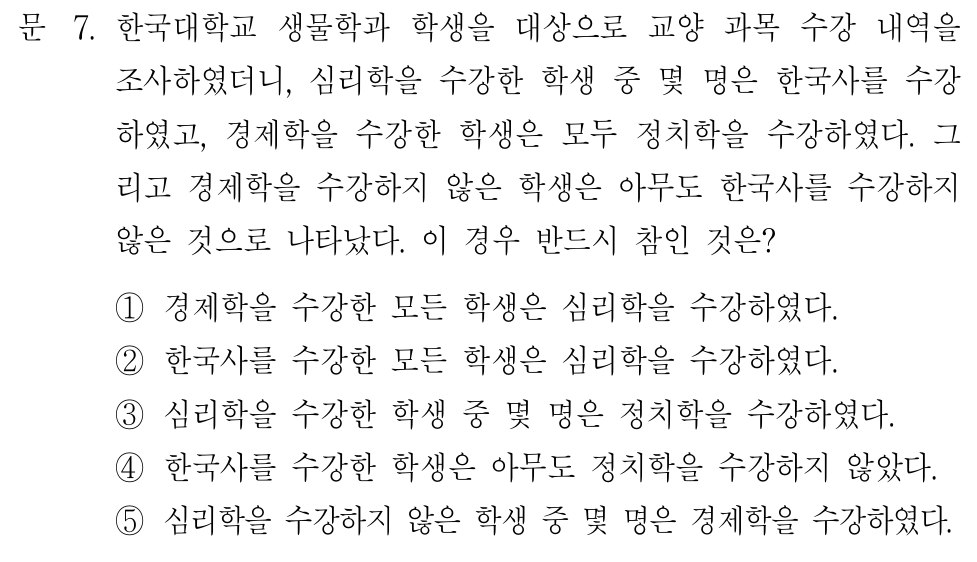 문 7. 한국대학교 생물학과 학생을 대상으로 교양 과목 수강 내역을
조사하였더니, 심리학을 수강한 학생 중 몇 명은 한국사를 수강
하였고, 경제학을 수강한 학생은 모두 정치학을 수강하였다. 그
리고 경제학을 수강하지 않은 학생은 아무도 한국사를 수강하지
않은 것으로 나타났다. 이 경우 반드시 참인 것은?
① 경제학을 수강한 모든 학생은 심리학을 수강하였다.
② 한국사를 수강한 모든 학생은 심리학을 수강하였다.
③ 심리학을 수강한 학생 중 몇 명은 정치학을 수강하였다.
④ 한국사를 수강한 학생은 아무도 정치학을 수강하지 않았다.
⑤ 심리학을 수강하지 않은 학생 중 몇 명은 경제학을 수강하였다.